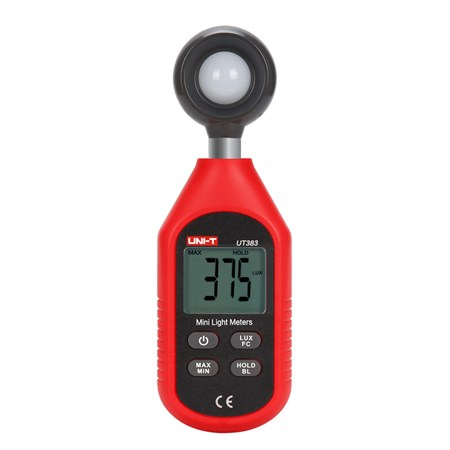 UNI-T
UT383
MAX HOLD
375 LUX
Mini Light Meters
LUX
FC
MAX
MIN
HOLD
BL
CE